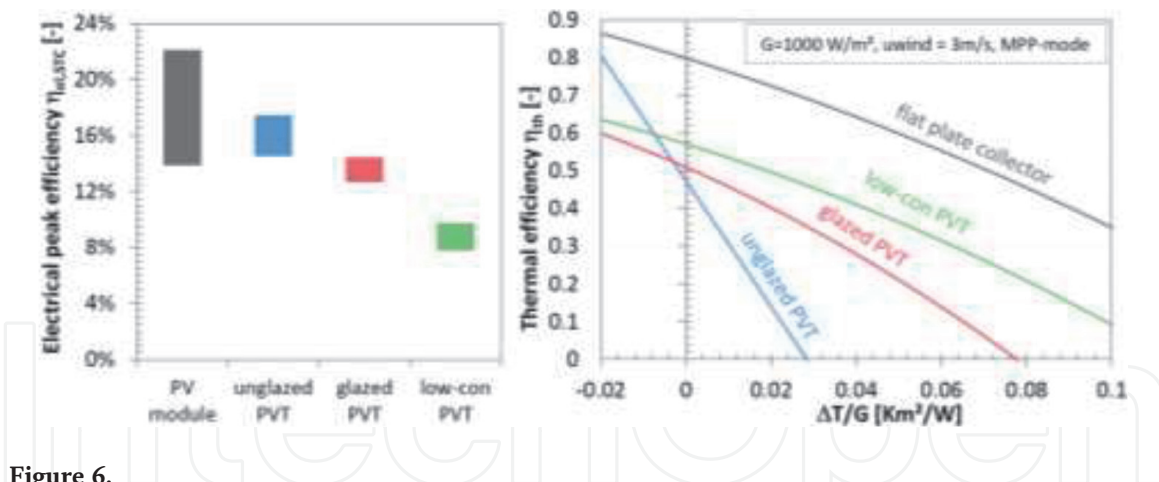 Electrical peak efficiency ηel,STC [-]
24%
20%
16%
12%
8%
4%
0%
PV module
unglazed PVT
glazed PVT
low-con PVT
Thermal efficiency ηth [-]
0.9
0.8
0.7
0.6
0.5
0.4
0.3
0.2
0.1
0
G=1000 W/m², uwind = 3m/s, MPP-mode
flat plate collector
low-con PVT
glazed PVT
unglazed PVT
-0.02
0
0.02
0.04
0.06
0.08
0.1
ΔT/G [Km²/W]
IntechOpen
Figure 6.